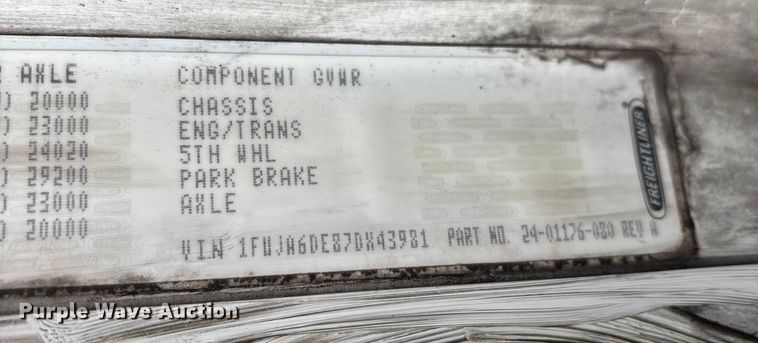 AXLE COMPONENT GVWR
) 20000 CHASSIS
) 23000 ENG/TRANS
) 24020 5TH WHL
) 29200 PARK BRAKE
) 23000 AXLE
) 20000
VIN 1FUJA6DE87DX43981 PART NO. 24-01176-080 REV A
FREIGHTLINER
Purple Wave Auction